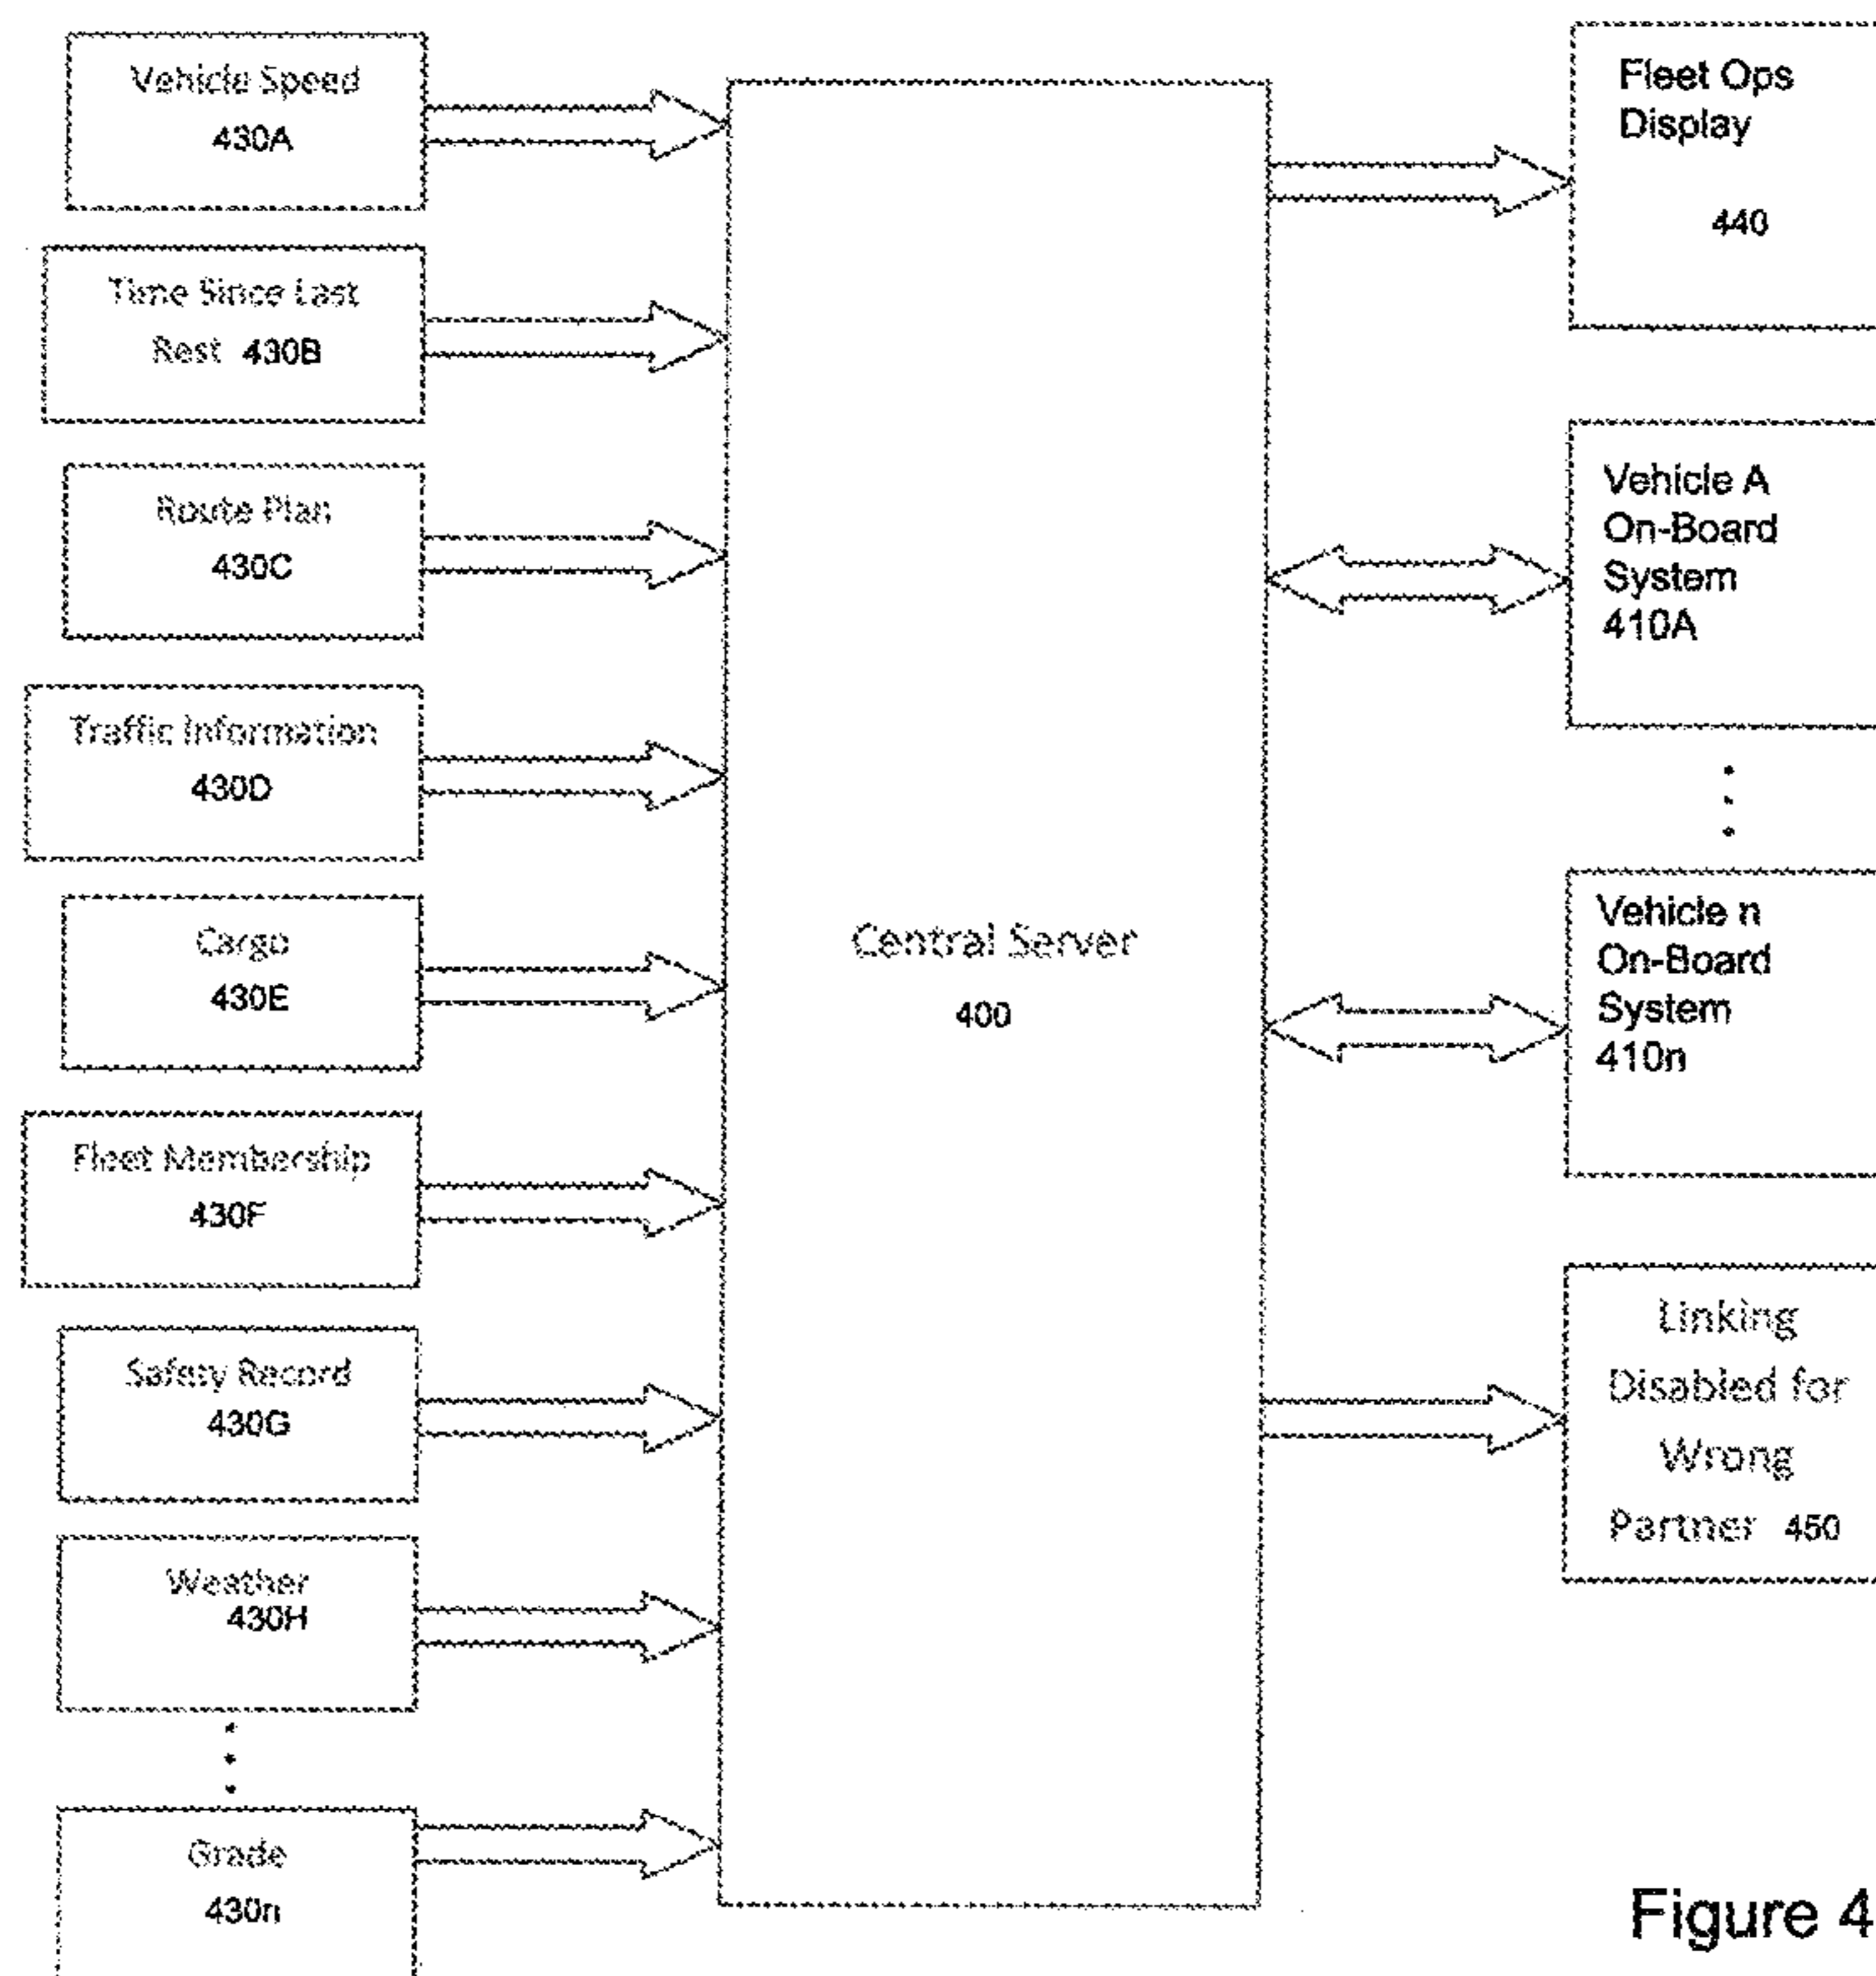 Vehicle Speed
430A
Time Since Last
Rest 430B
Route Plan
430C
Traffic Information
430D
Cargo
430E
Fleet Membership
430F
Safety Record
430G
Weather
430H
Grade
430n
Central Server
400
Fleet Ops
Display
440
Vehicle A
On-Board
System
410A
Vehicle n
On-Board
System
410n
Linking
Disabled for
Wrong
Partner 450
Figure 4